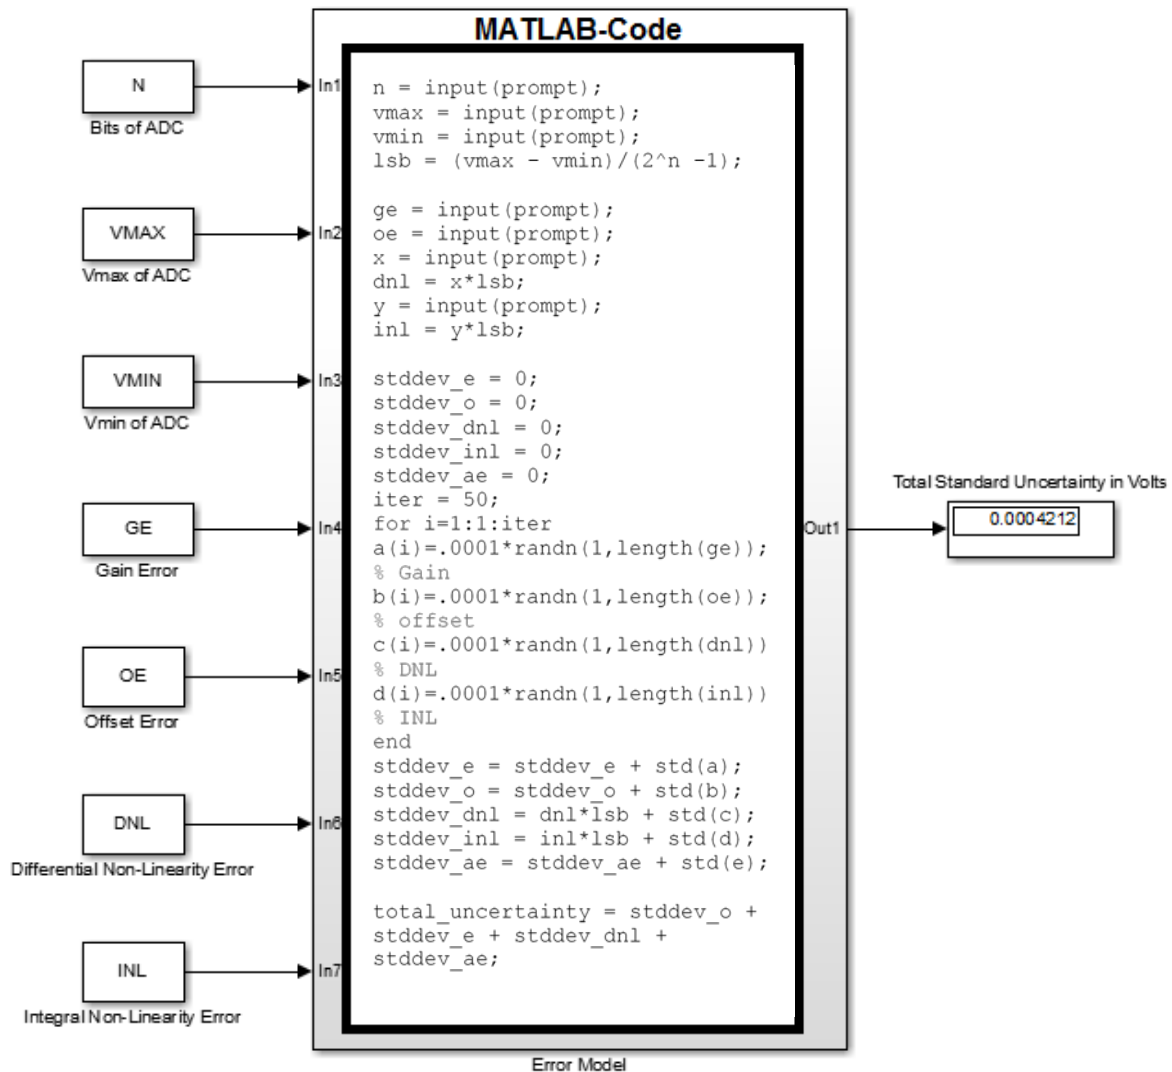 MATLAB-Code
N
Bits of ADC
In1
VMAX
Vmax of ADC
In2
VMIN
Vmin of ADC
In3
GE
Gain Error
In4
OE
Offset Error
In5
DNL
Differential Non-Linearity Error
In6
INL
Integral Non-Linearity Error
In7
n = input(prompt);
vmax = input(prompt);
vmin = input(prompt);
lsb = (vmax - vmin)/(2^n -1);
ge = input(prompt);
oe = input(prompt);
x = input(prompt);
dnl = x*lsb;
y = input(prompt);
inl = y*lsb;
stddev_e = 0;
stddev_o = 0;
stddev_dnl = 0;
stddev_inl = 0;
stddev_ae = 0;
iter = 50;
for i=1:1:iter
a(i)=.0001*randn(1,length(ge));
% Gain
b(i)=.0001*randn(1,length(oe));
% offset
c(i)=.0001*randn(1,length(dnl))
% DNL
d(i)=.0001*randn(1,length(inl))
% INL
end
stddev_e = stddev_e + std(a);
stddev_o = stddev_o + std(b);
stddev_dnl = dnl*lsb + std(c);
stddev_inl = inl*lsb + std(d);
stddev_ae = stddev_ae + std(e);
total_uncertainty = stddev_o +
stddev_e + stddev_dnl +
stddev_ae;
Out1
Total Standard Uncertainty in Volts
0.0004212
Error Model